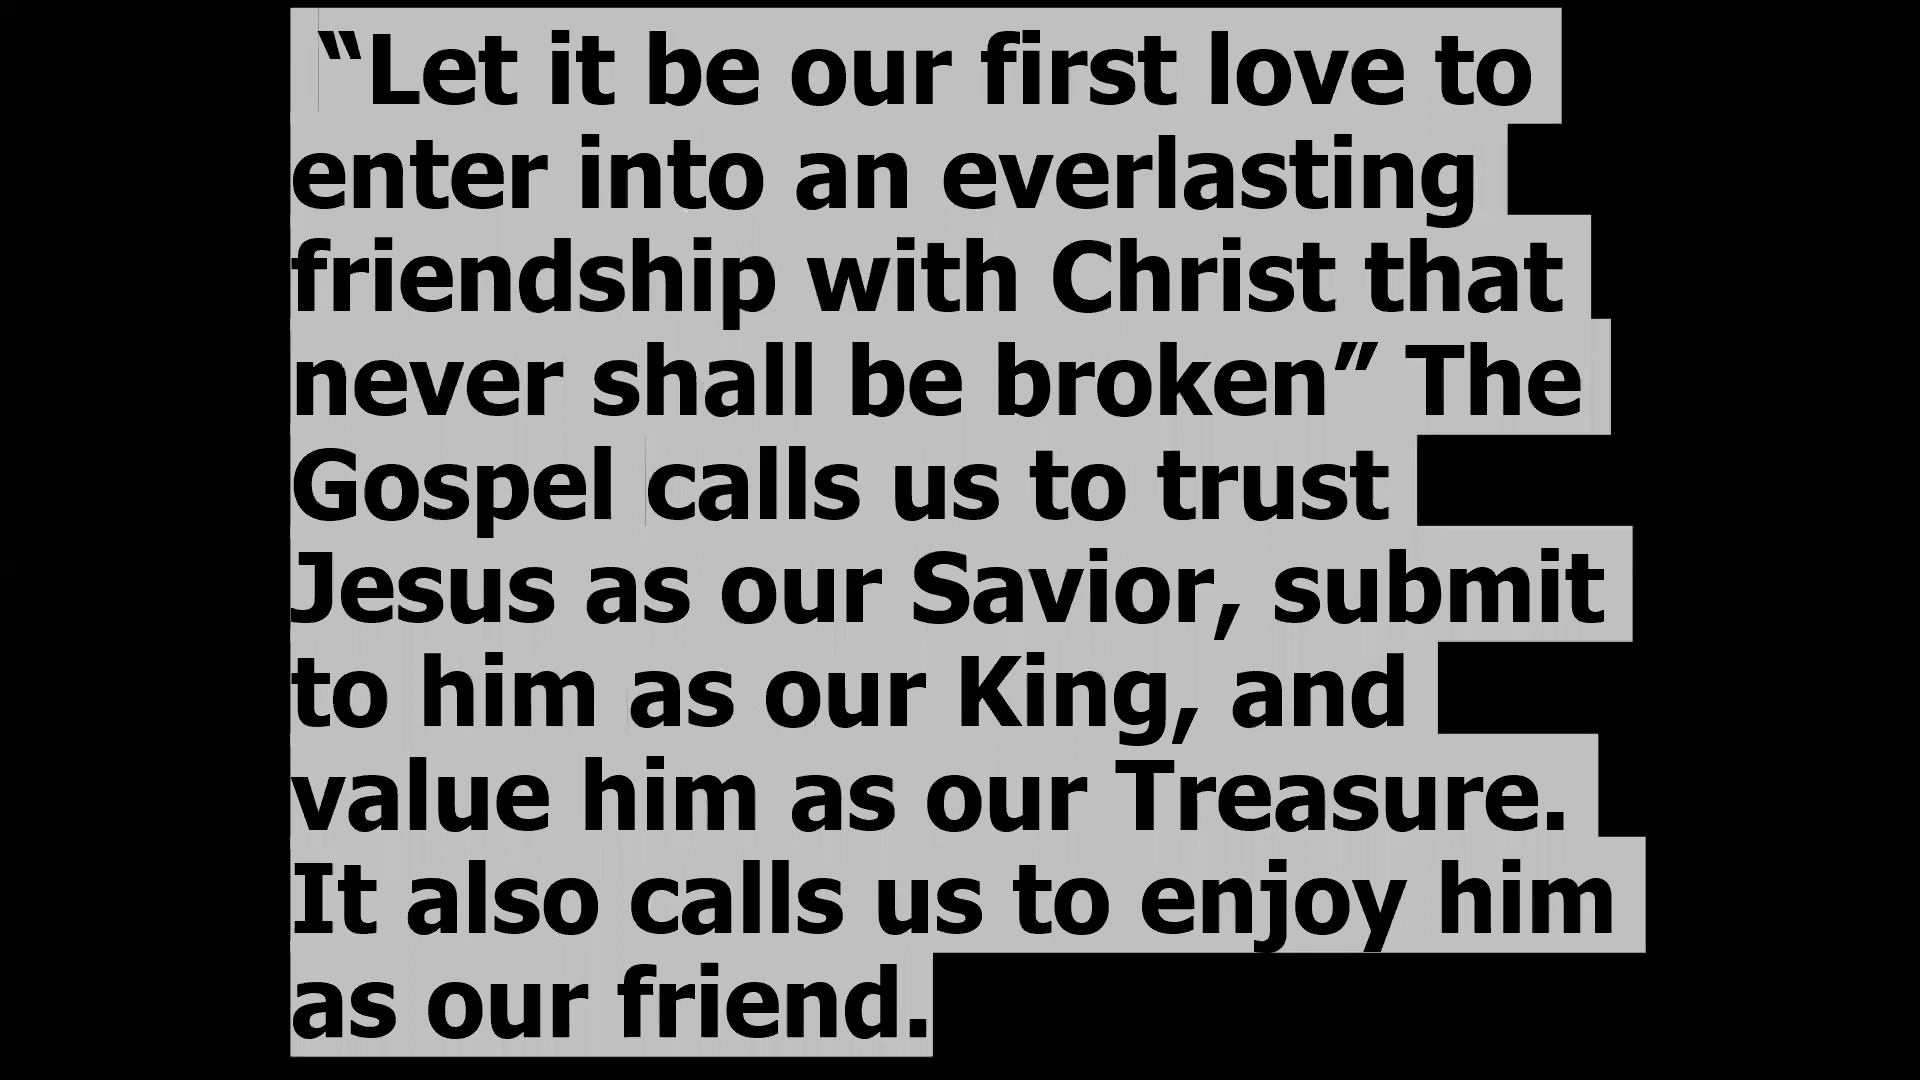 “Let it be our first love to
enter into an everlasting
friendship with Christ that
never shall be broken” The
Gospel calls us to trust
Jesus as our Savior, submit
to him as our King, and
value him as our Treasure.
It also calls us to enjoy him
as our friend.